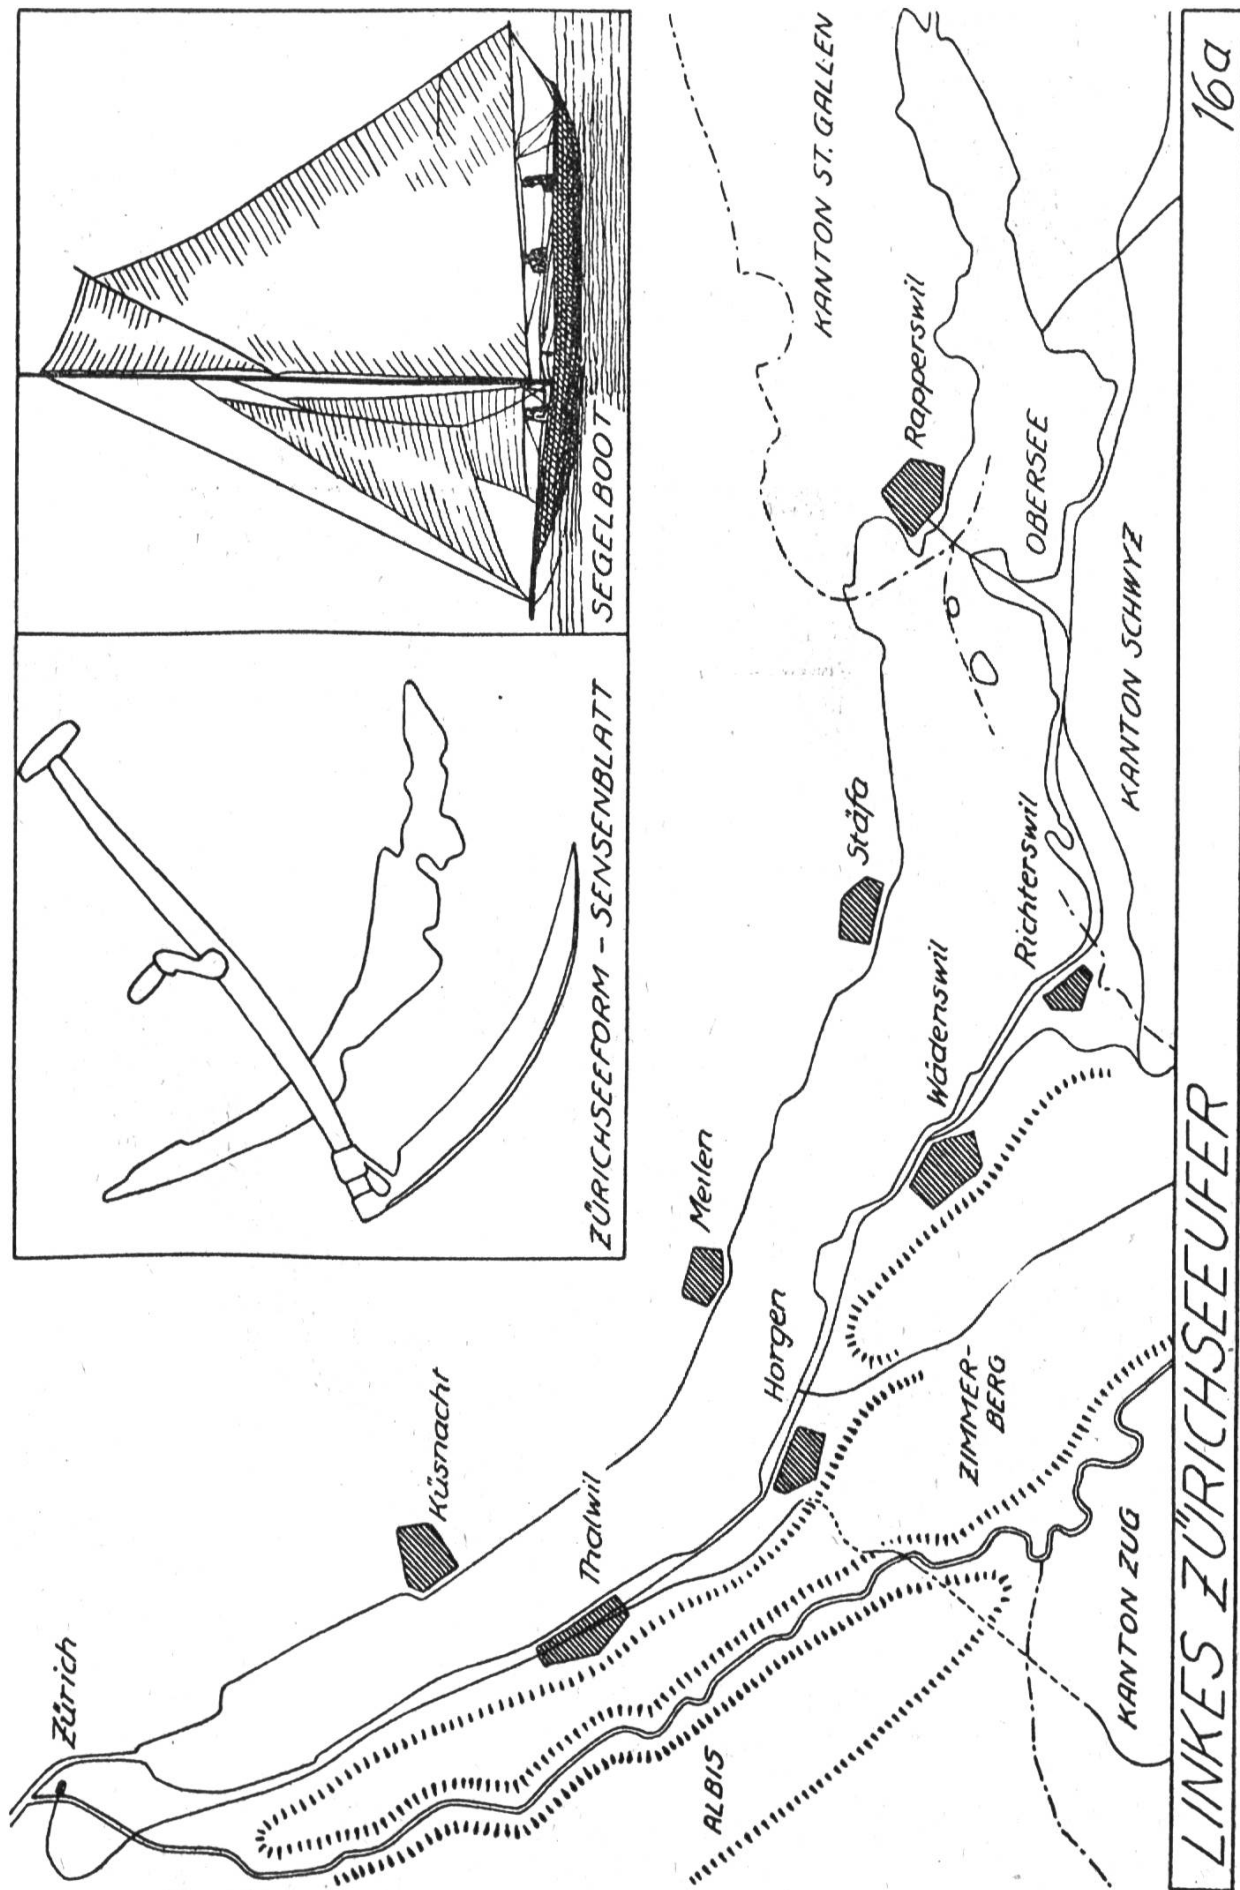 ZÜRICHSEEFORM – SENSENBLATT
SEGELBOOT
Zürich
Küsnacht
Thalwil
Meilen
Horgen
ALBIS
Stäfa
Wädenswil
Richterswil
Rapperswil
KANTON ST. GALLEN
OBERSEE
KANTON SCHWYZ
ZIMMER-
BERG
KANTON ZUG
LINKES ZÜRICHSEEUFER
16a